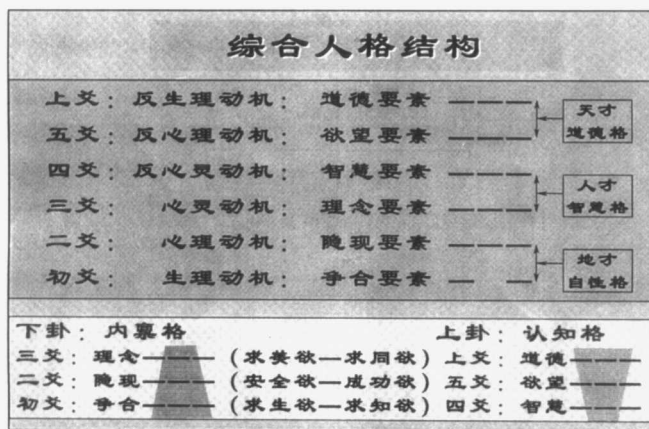 综合人格结构
上爻：反生理动机：道德要素
五爻：反心理动机：欲望要素
天才
道德格
四爻：反心灵动机：智慧要素
三爻：心灵动机：理念要素
人才
智慧格
二爻：心理动机：隐现要素
初爻：生理动机：争合要素
地才
自性格
下卦：内禀格
三爻：理念（求美欲—求同欲）
二爻：隐现（安全欲—成功欲）
初爻：争合（求生欲—求知欲）
上卦：认知格
上爻：道德
五爻：欲望
四爻：智慧